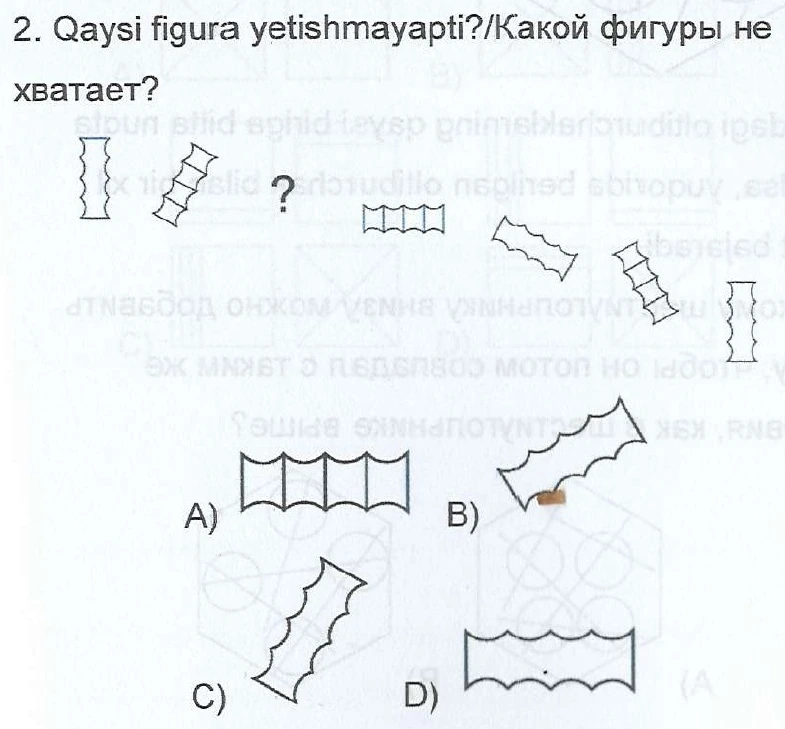 2. Qaysi figura yetishmayapti?/Какой фигуры не
хватает?
?
A)
B)
C)
D)